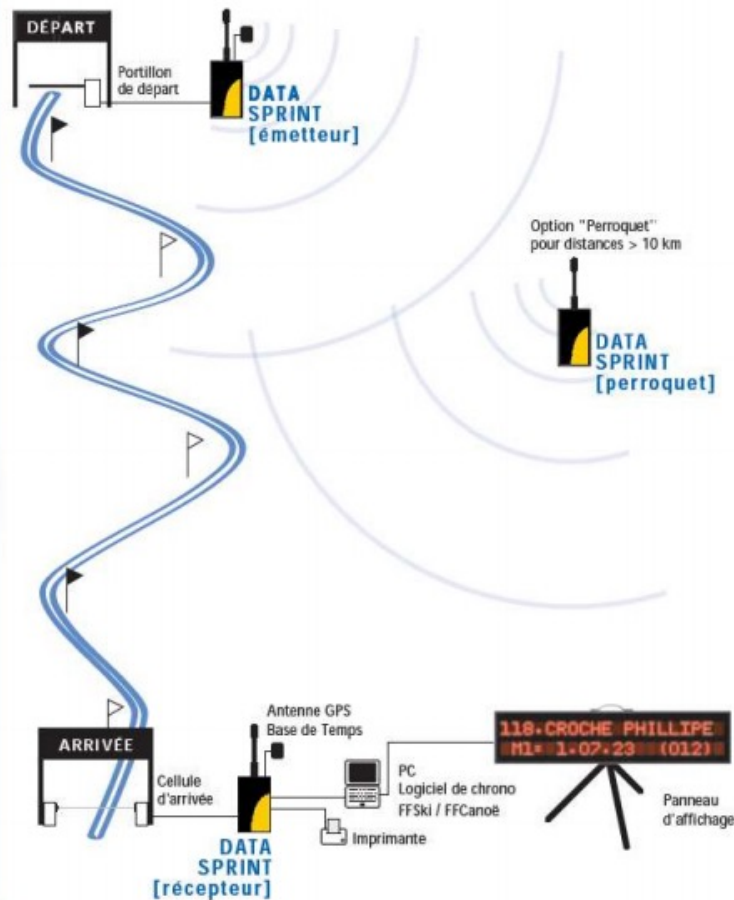 DÉPART
Portillon
de départ
DATA
SPRINT
[émetteur]
Option "Perroquet"
pour distances > 10 km
DATA
SPRINT
[perroquet]
Antenne GPS
Base de Temps
ARRIVÉE
Cellule
d'arrivée
PC
Logiciel de chrono
FFSki / FFCanoë
Imprimante
118.CROCHE PHILLIPE
M1= 1.07.23 (012)
Panneau
d'affichage
DATA
SPRINT
[récepteur]